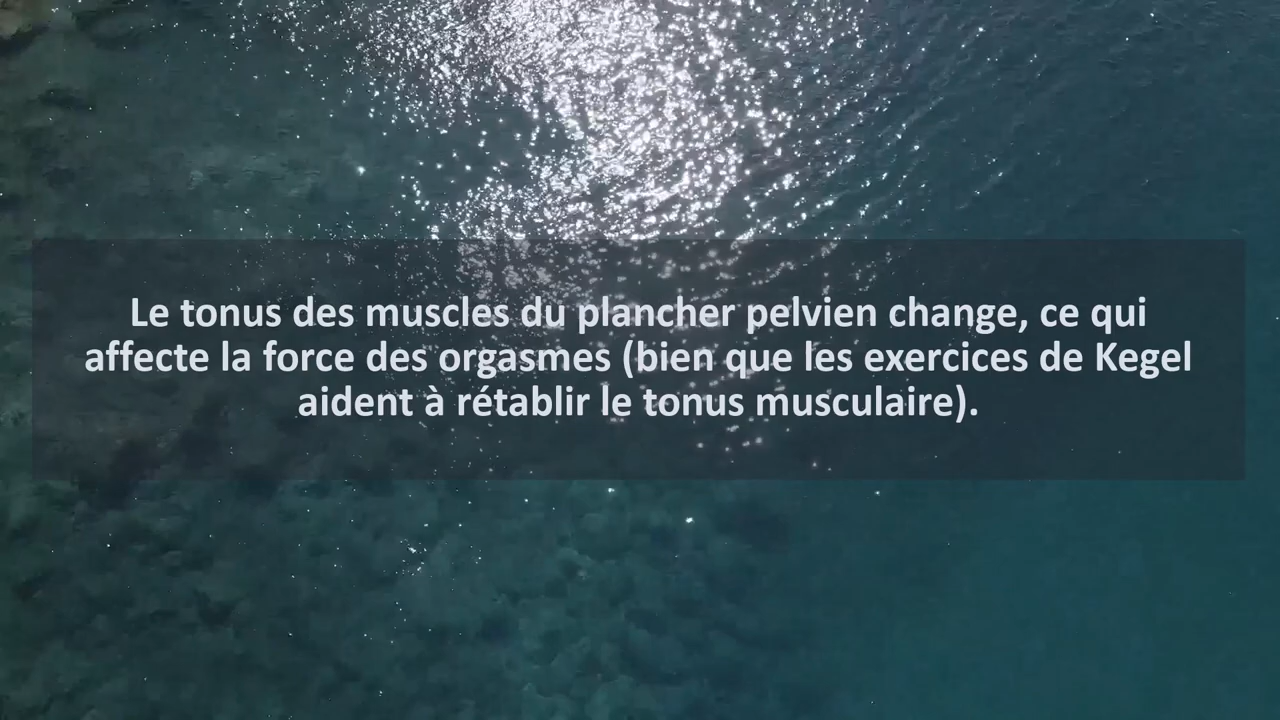 Le tonus des muscles du plancher pelvien change, ce qui
affecte la force des orgasmes (bien que les exercices de Kegel
aident à rétablir le tonus musculaire).